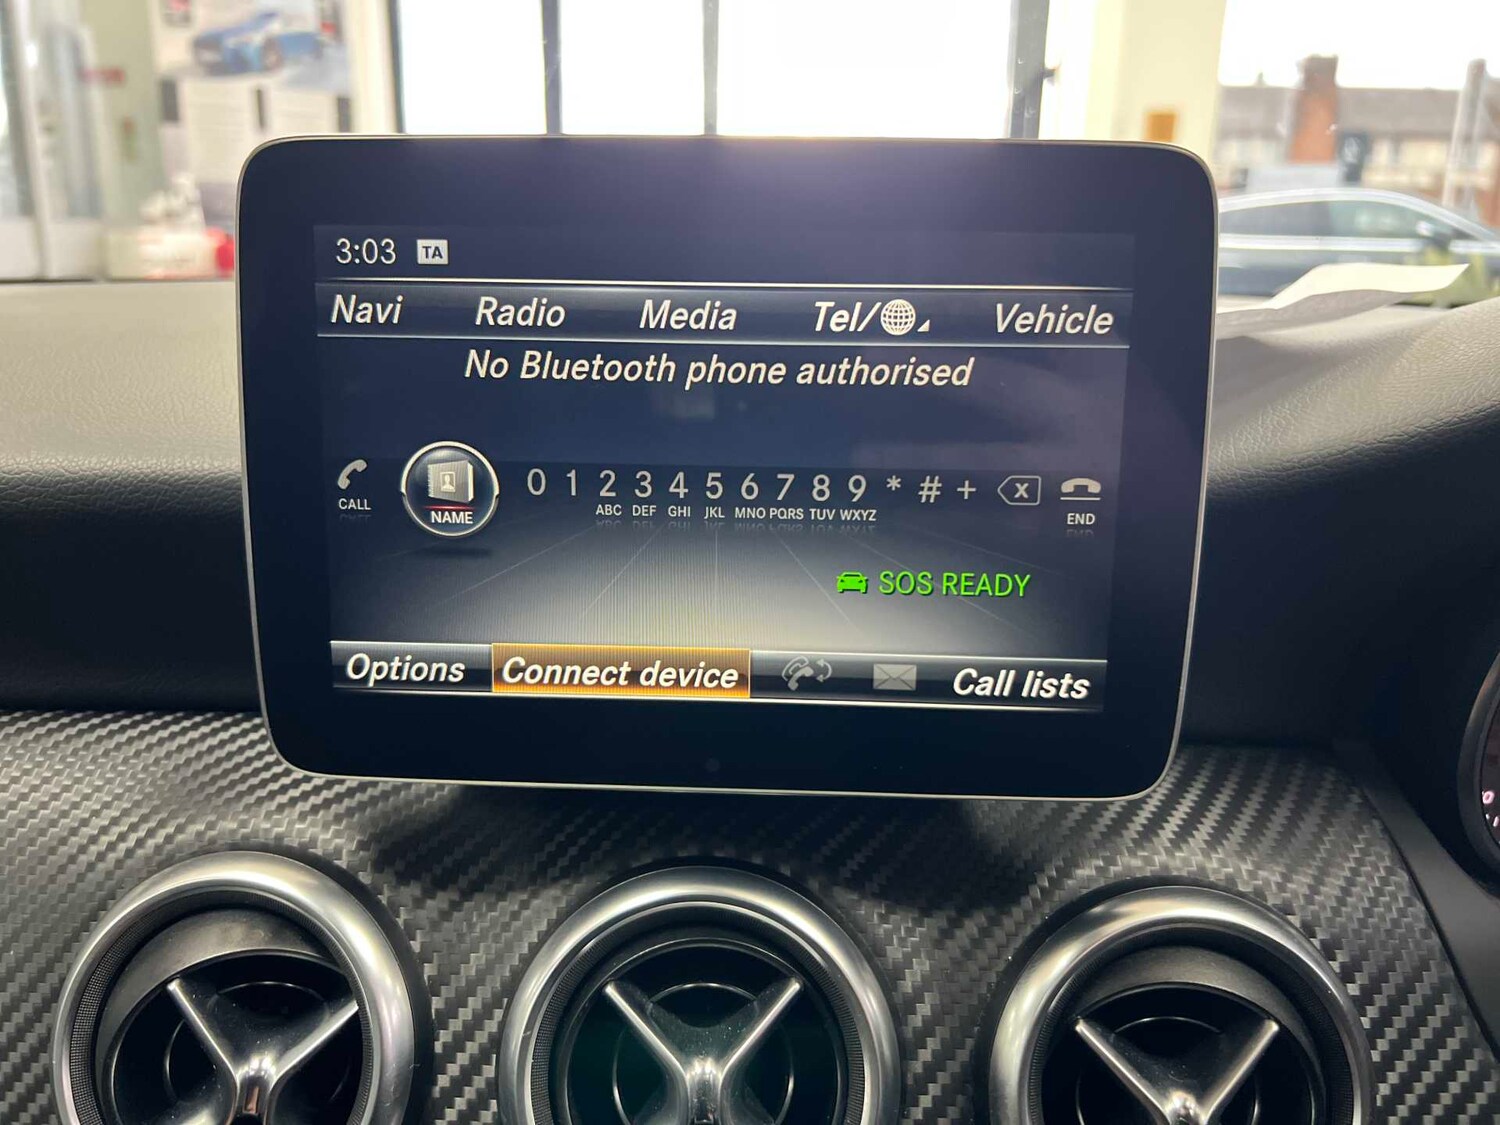 3:03 TA
Navi Radio Media Tel/ Vehicle
No Bluetooth phone authorised
0 1 2 3 4 5 6 7 8 9 * # + x
CALL NAME ABC DEF GHI JKL MNO PQRS TUV WXYZ END
SOS READY
Options Connect device Call lists